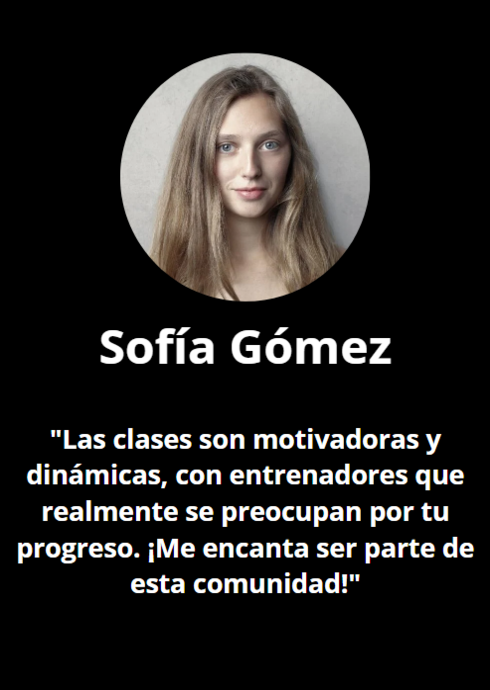 Sofía Gómez
"Las clases son motivadoras y
dinámicas, con entrenadores que
realmente se preocupan por tu
progreso. ¡Me encanta ser parte de
esta comunidad!"